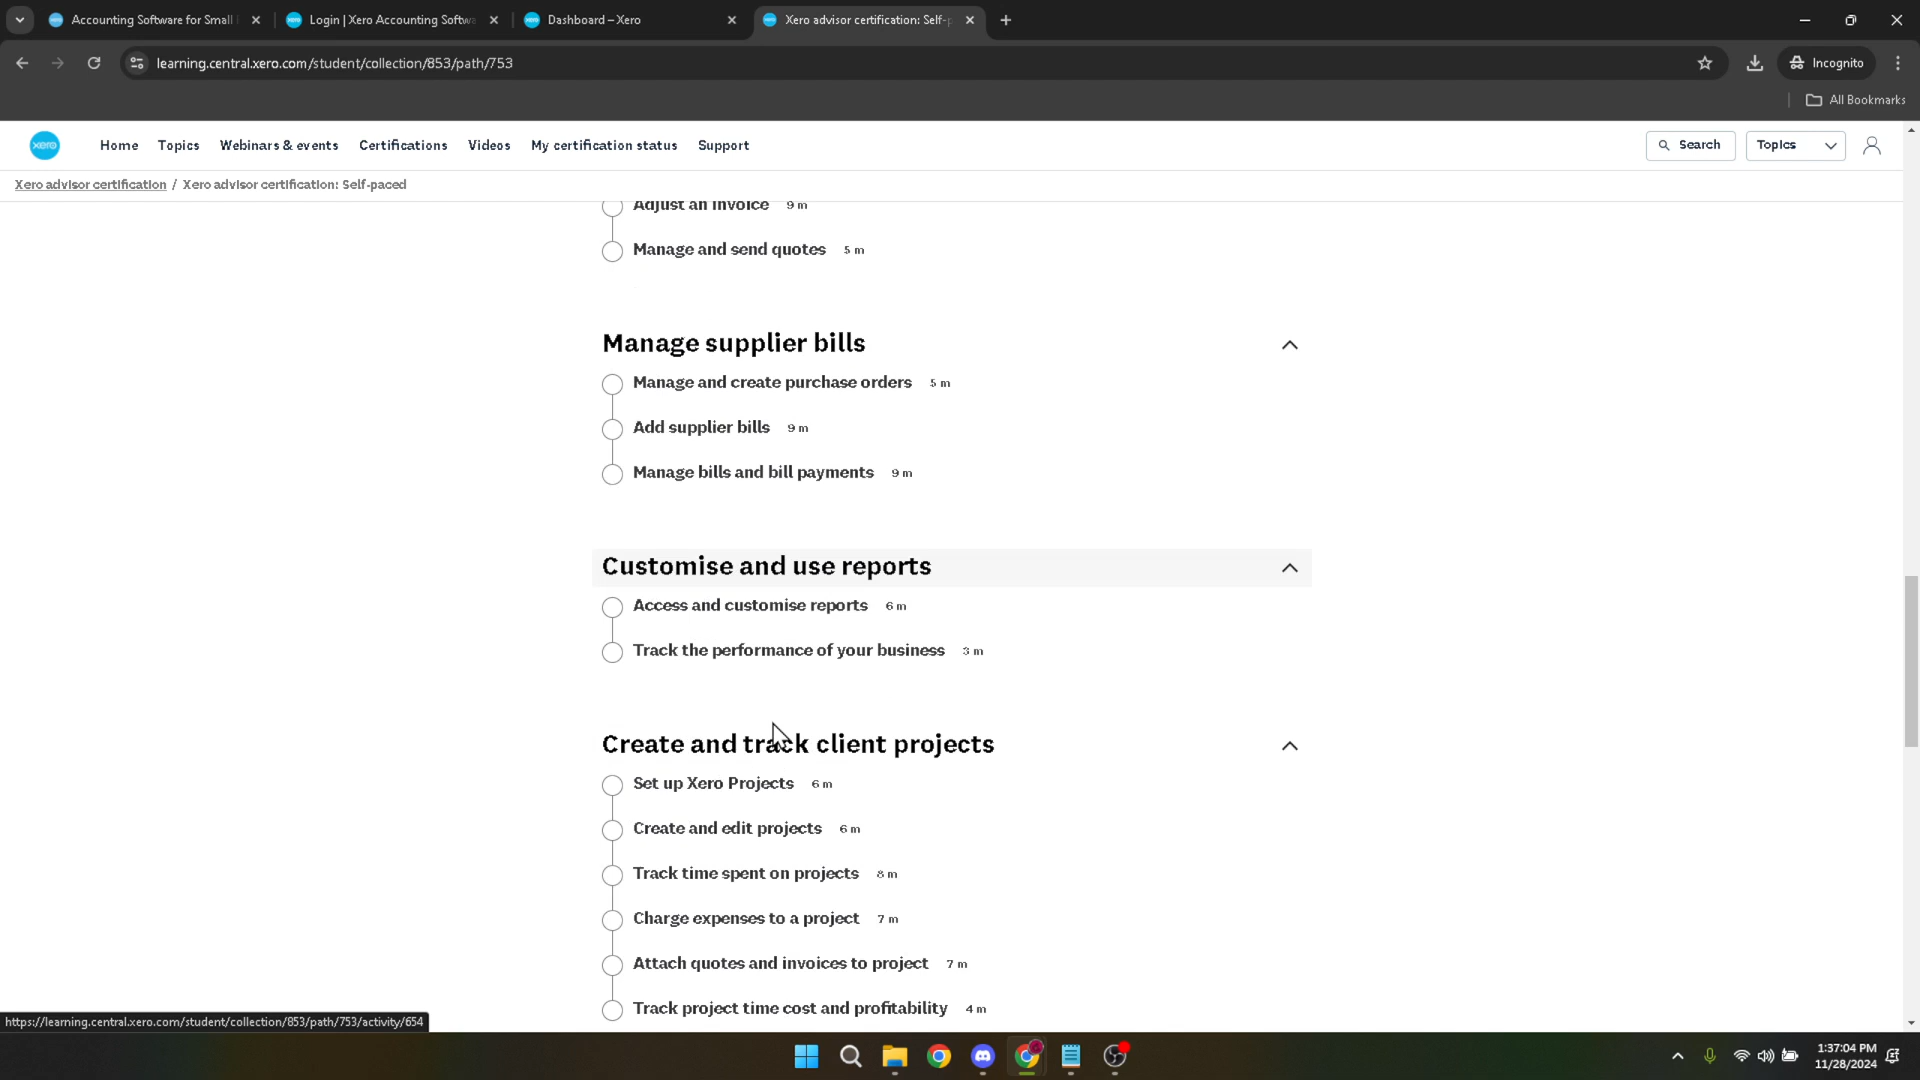 Accounting Software for Small
Login | Xero Accounting Softwa
Dashboard – Xero
Xero advisor certification: Self-p
learning.central.xero.com/student/collection/853/path/753
Incognito
All Bookmarks
xero
Home
Topics
Webinars & events
Certifications
Videos
My certification status
Support
Search
Topics
Xero advisor certification / Xero advisor certification: Self-paced
Adjust an invoice 9 m
Manage and send quotes 5 m
Manage supplier bills
Manage and create purchase orders 5 m
Add supplier bills 9 m
Manage bills and bill payments 9 m
Customise and use reports
Access and customise reports 6 m
Track the performance of your business 3 m
Create and track client projects
Set up Xero Projects 6 m
Create and edit projects 6 m
Track time spent on projects 8 m
Charge expenses to a project 7 m
Attach quotes and invoices to project 7 m
Track project time cost and profitability 4 m
https://learning.central.xero.com/student/collection/853/path/753/activity/654
1:37:04 PM
11/28/2024